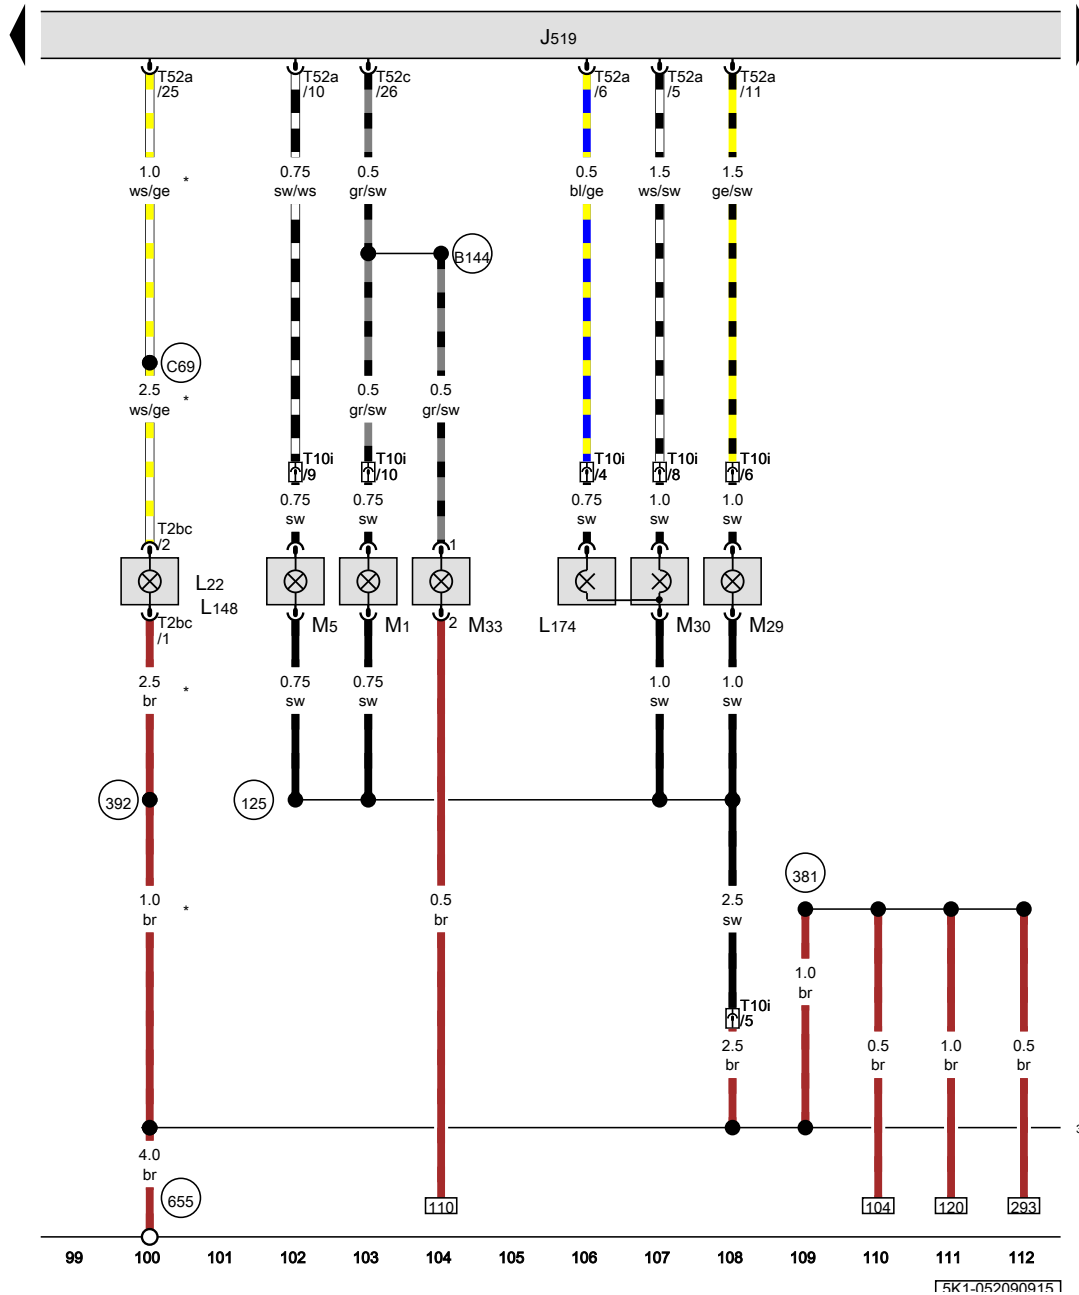 J519
T52a
/25
T52a
/10
T52c
/26
T52a
/6
T52a
/5
T52a
/11
1.0
ws/ge
*
0.75
sw/ws
0.5
gr/sw
0.5
bl/ge
1.5
ws/sw
1.5
ge/sw
B144
C69
2.5
ws/ge
*
0.5
gr/sw
0.5
gr/sw
T10i
/9
T10i
/10
T10i
/4
T10i
/8
T10i
/6
0.75
sw
0.75
sw
0.75
sw
1.0
sw
1.0
sw
T2bc
/2
1
L22
L148
T2bc
/1
M5
M1
2
M33
L174
M30
M29
2.5
br
*
0.75
sw
0.75
sw
1.0
sw
1.0
sw
392
125
381
1.0
br
*
0.5
br
2.5
sw
1.0
br
T10i
/5
2.5
br
0.5
br
1.0
br
0.5
br
4.0
br
655
110
104
120
293
99 100 101 102 103 104 105 106 107 108 109 110 111 112
5K1-052090915